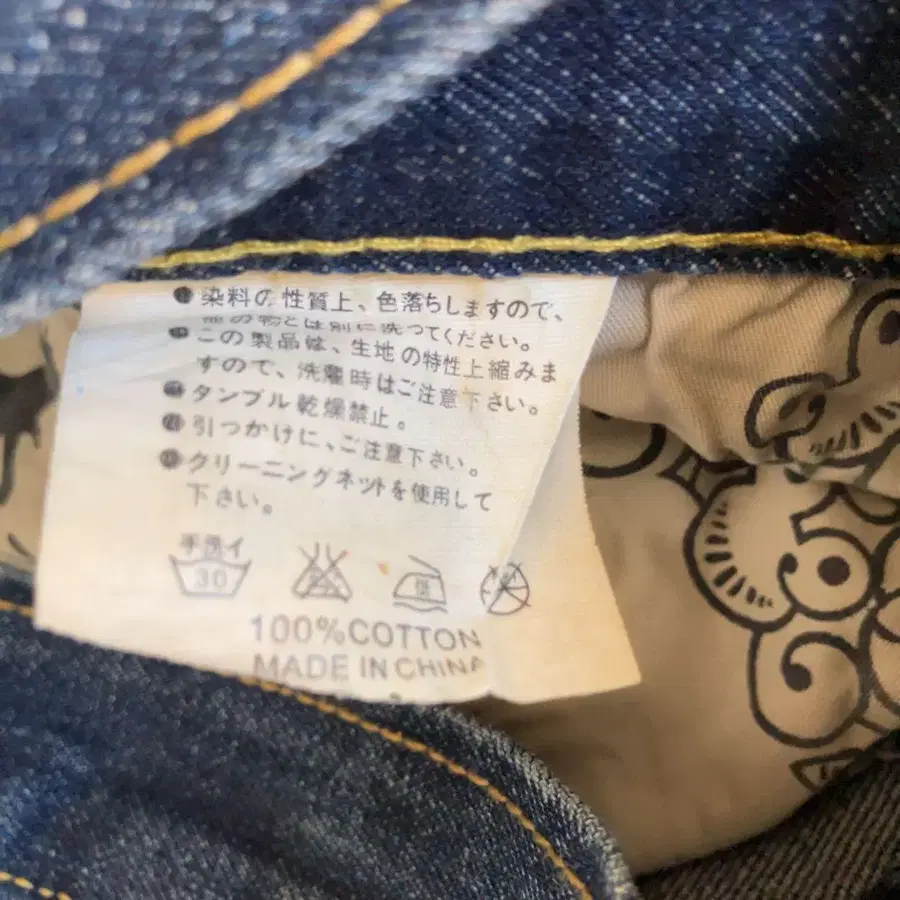 ●染料の性質上、色落ちしますので、
他の物とは別に洗ってください。
●この製品は、生地の特性上縮みま
すので、洗濯時はご注意下さい。
●タンブル乾燥禁止。
●引っかけに、ご注意下さい。
●クリーニングネットを使用して
下さい。
手洗イ
30 低
100%COTTON
MADE IN CHINA